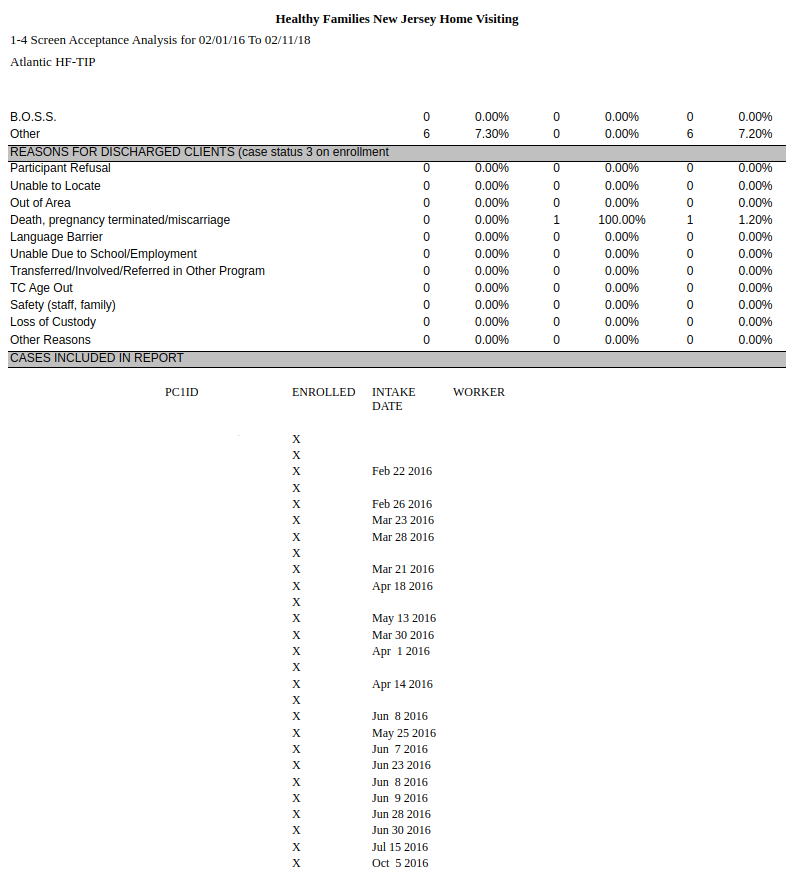 Healthy Families New Jersey Home Visiting
1-4 Screen Acceptance Analysis for 02/01/16 To 02/11/18
Atlantic HF-TIP
B.O.S.S. 0 0.00% 0 0.00% 0 0.00%
Other 6 7.30% 0 0.00% 6 7.20%
REASONS FOR DISCHARGED CLIENTS (case status 3 on enrollment
Participant Refusal 0 0.00% 0 0.00% 0 0.00%
Unable to Locate 0 0.00% 0 0.00% 0 0.00%
Out of Area 0 0.00% 0 0.00% 0 0.00%
Death, pregnancy terminated/miscarriage 0 0.00% 1 100.00% 1 1.20%
Language Barrier 0 0.00% 0 0.00% 0 0.00%
Unable Due to School/Employment 0 0.00% 0 0.00% 0 0.00%
Transferred/Involved/Referred in Other Program 0 0.00% 0 0.00% 0 0.00%
TC Age Out 0 0.00% 0 0.00% 0 0.00%
Safety (staff, family) 0 0.00% 0 0.00% 0 0.00%
Loss of Custody 0 0.00% 0 0.00% 0 0.00%
Other Reasons 0 0.00% 0 0.00% 0 0.00%
CASES INCLUDED IN REPORT
PC1ID ENROLLED INTAKE WORKER
DATE
X
X
X Feb 22 2016
X
X Feb 26 2016
X Mar 23 2016
X Mar 28 2016
X
X Mar 21 2016
X Apr 18 2016
X
X May 13 2016
X Mar 30 2016
X Apr 1 2016
X
X Apr 14 2016
X
X Jun 8 2016
X May 25 2016
X Jun 7 2016
X Jun 23 2016
X Jun 8 2016
X Jun 9 2016
X Jun 28 2016
X Jun 30 2016
X Jul 15 2016
X Oct 5 2016